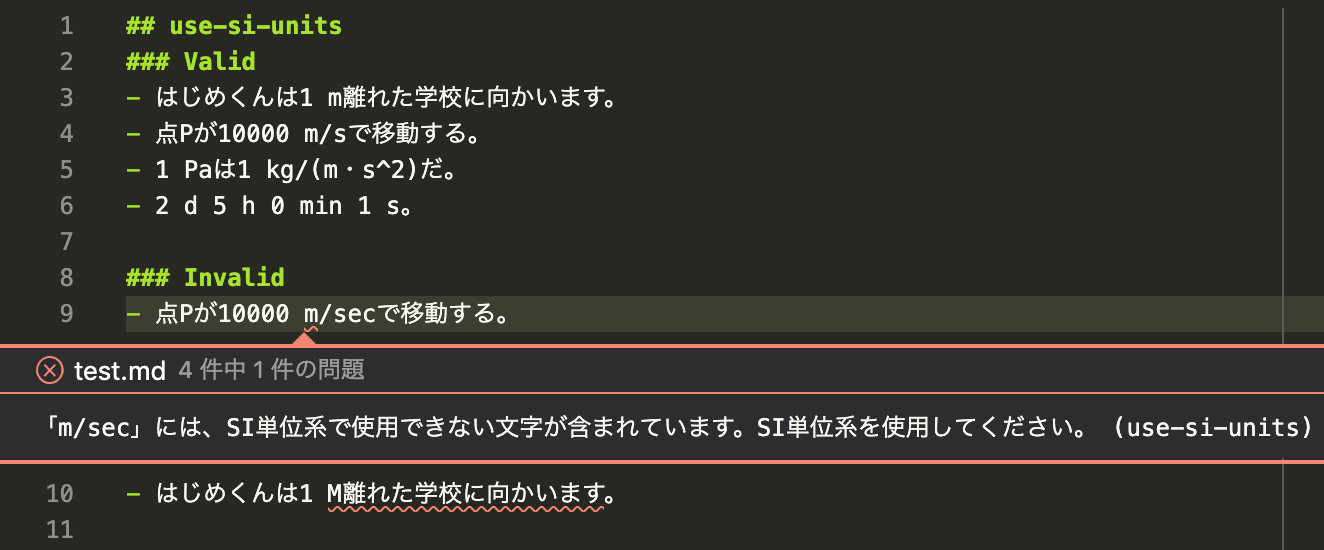 1 ## use-si-units
2 ### Valid
3 - はじめくんは1 m離れた学校に向かいます。
4 - 点Pが10000 m/sで移動する。
5 - 1 Paは1 kg/(m・s^2)だ。
6 - 2 d 5 h 0 min 1 s。
7
8 ### Invalid
9 - 点Pが10000 m/secで移動する。
test.md 4 件中 1 件の問題
「m/sec」には、SI単位系で使用できない文字が含まれています。SI単位系を使用してください。 (use-si-units)
10 - はじめくんは1 M離れた学校に向かいます。
11